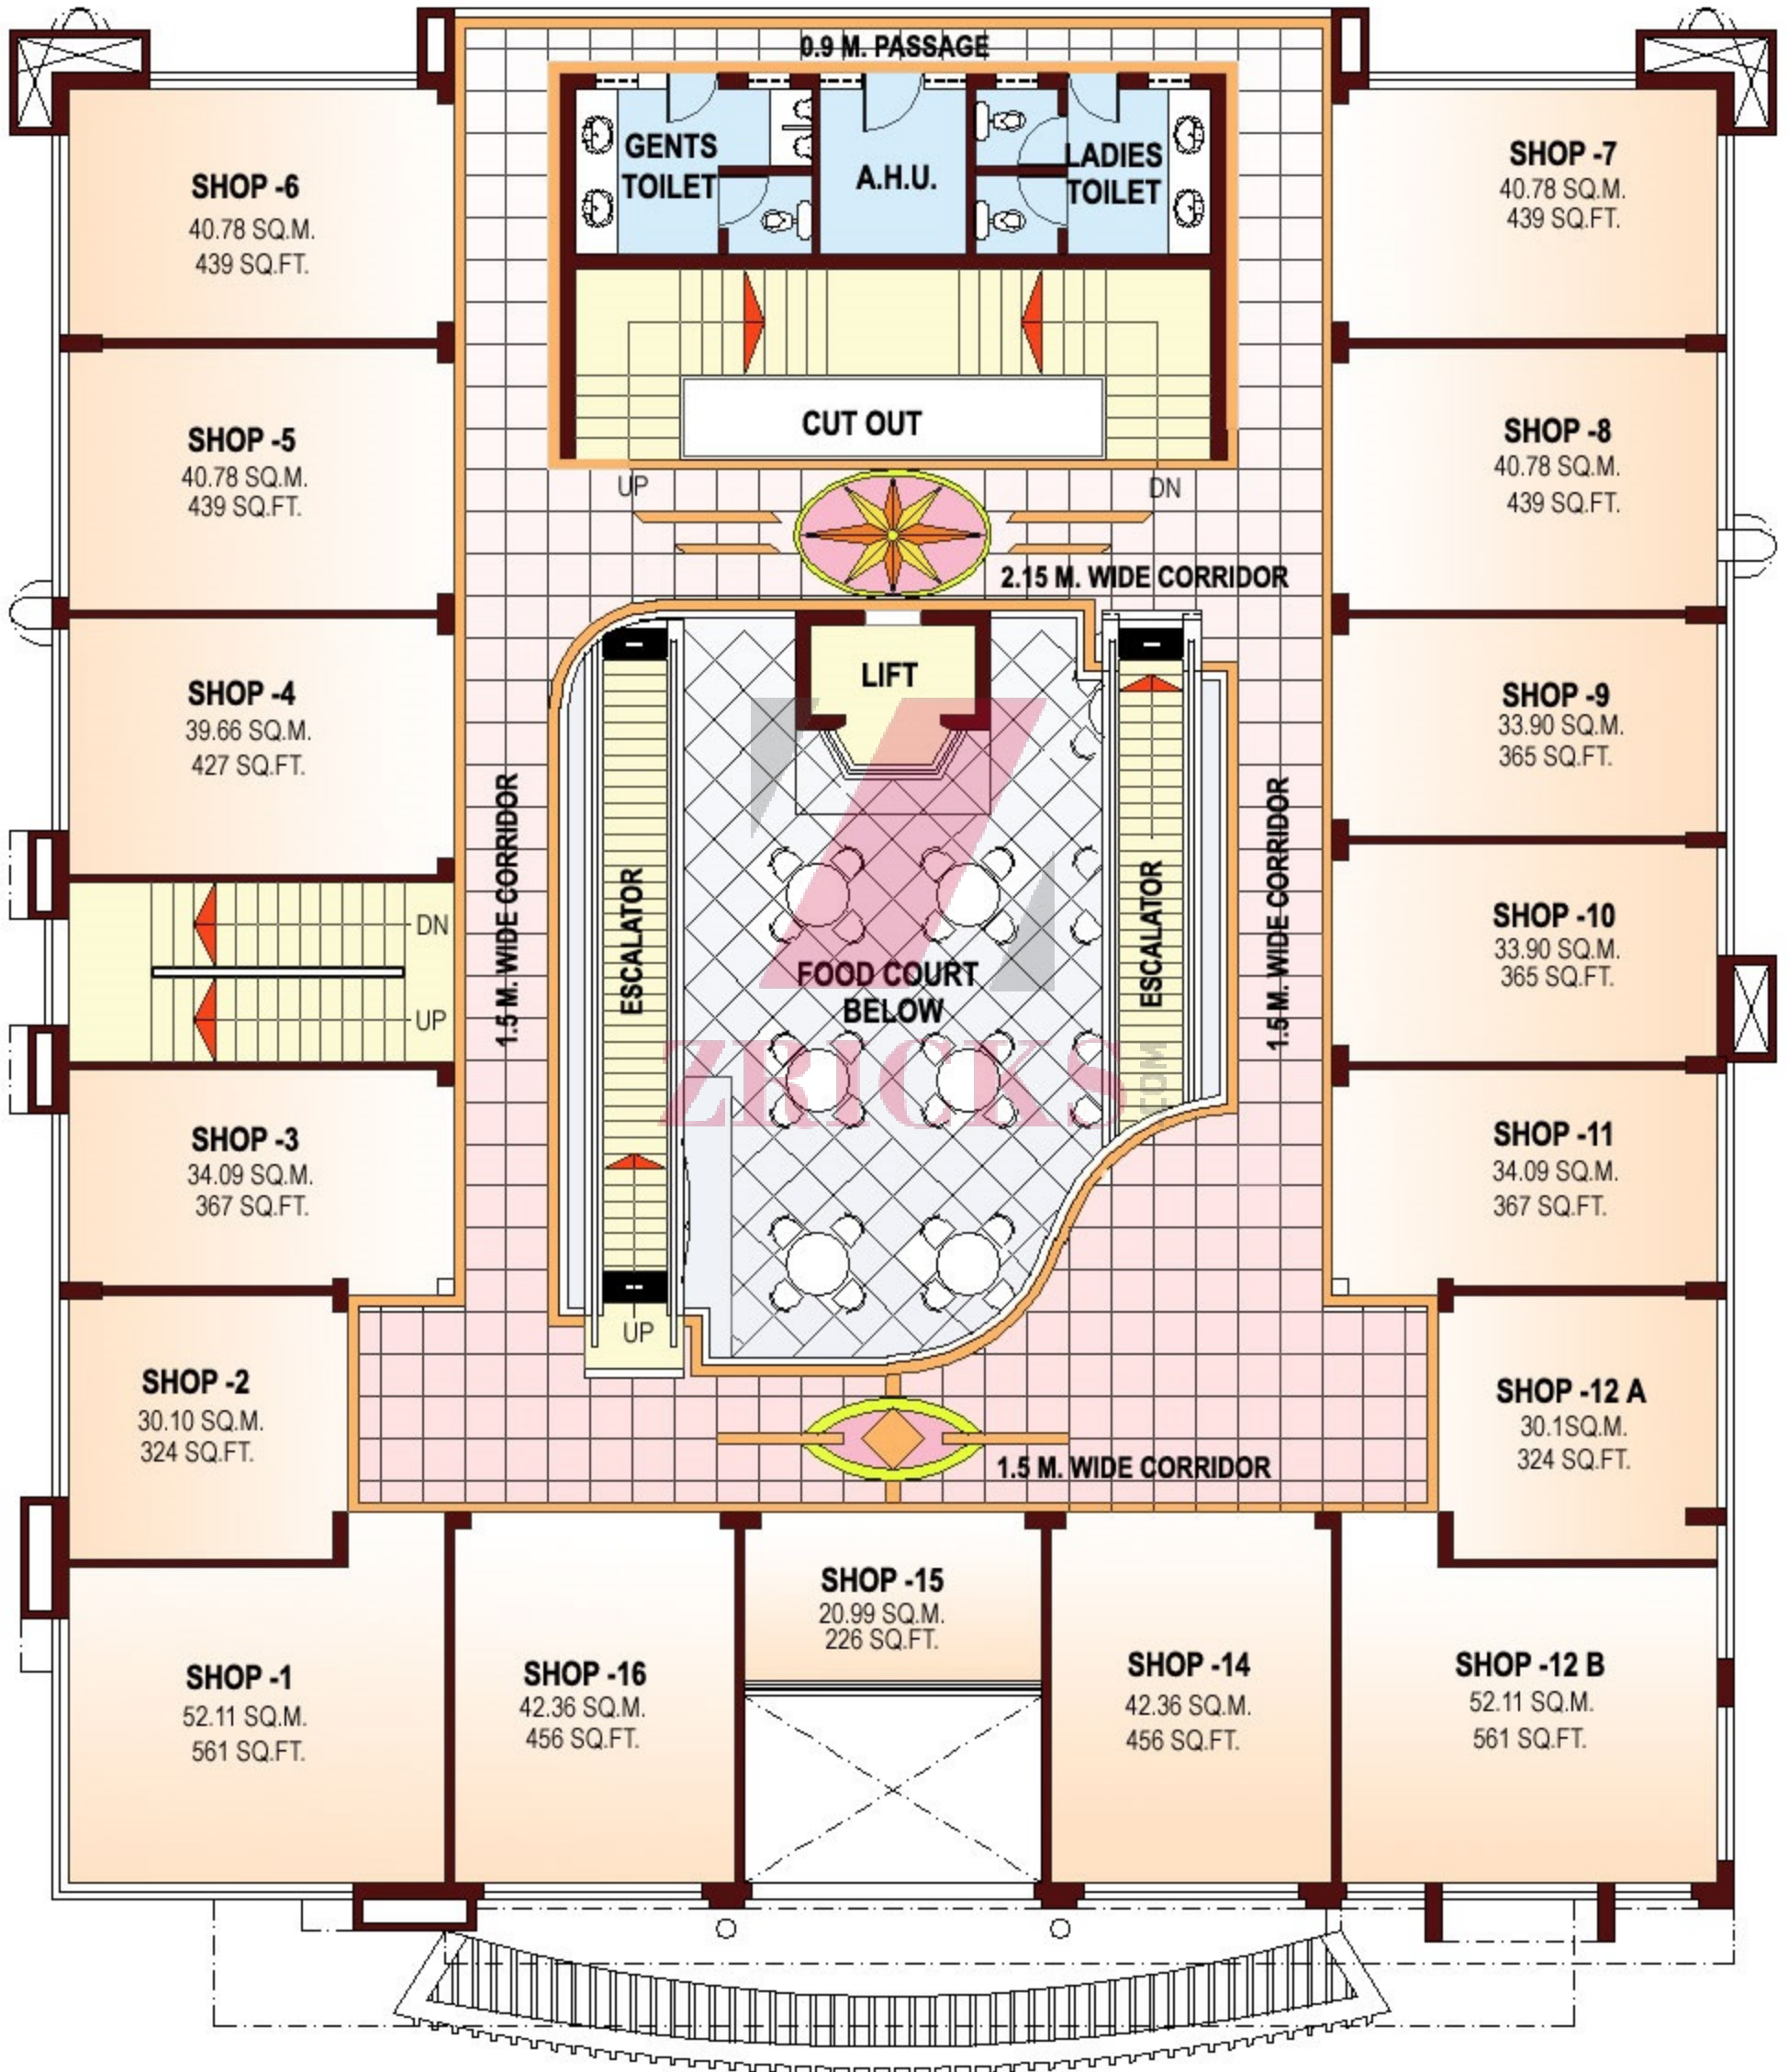 0.9 M. PASSAGE
GENTS
TOILET
A.H.U.
LADIES
TOILET
SHOP -6
40.78 SQ.M.
439 SQ.FT.
SHOP -7
40.78 SQ.M.
439 SQ.FT.
CUT OUT
UP
DN
SHOP -5
40.78 SQ.M.
439 SQ.FT.
SHOP -8
40.78 SQ.M.
439 SQ.FT.
2.15 M. WIDE CORRIDOR
LIFT
SHOP -4
39.66 SQ.M.
427 SQ.FT.
SHOP -9
33.90 SQ.M.
365 SQ.FT.
1.5 M. WIDE CORRIDOR
ESCALATOR
ESCALATOR
1.5 M. WIDE CORRIDOR
DN
UP
FOOD COURT
BELOW
SHOP -10
33.90 SQ.M.
365 SQ.FT.
ZRICKS
.COM
SHOP -3
34.09 SQ.M.
367 SQ.FT.
SHOP -11
34.09 SQ.M.
367 SQ.FT.
UP
SHOP -2
30.10 SQ.M.
324 SQ.FT.
SHOP -12 A
30.1SQ.M.
324 SQ.FT.
1.5 M. WIDE CORRIDOR
SHOP -1
52.11 SQ.M.
561 SQ.FT.
SHOP -16
42.36 SQ.M.
456 SQ.FT.
SHOP -15
20.99 SQ.M.
226 SQ.FT.
SHOP -14
42.36 SQ.M.
456 SQ.FT.
SHOP -12 B
52.11 SQ.M.
561 SQ.FT.